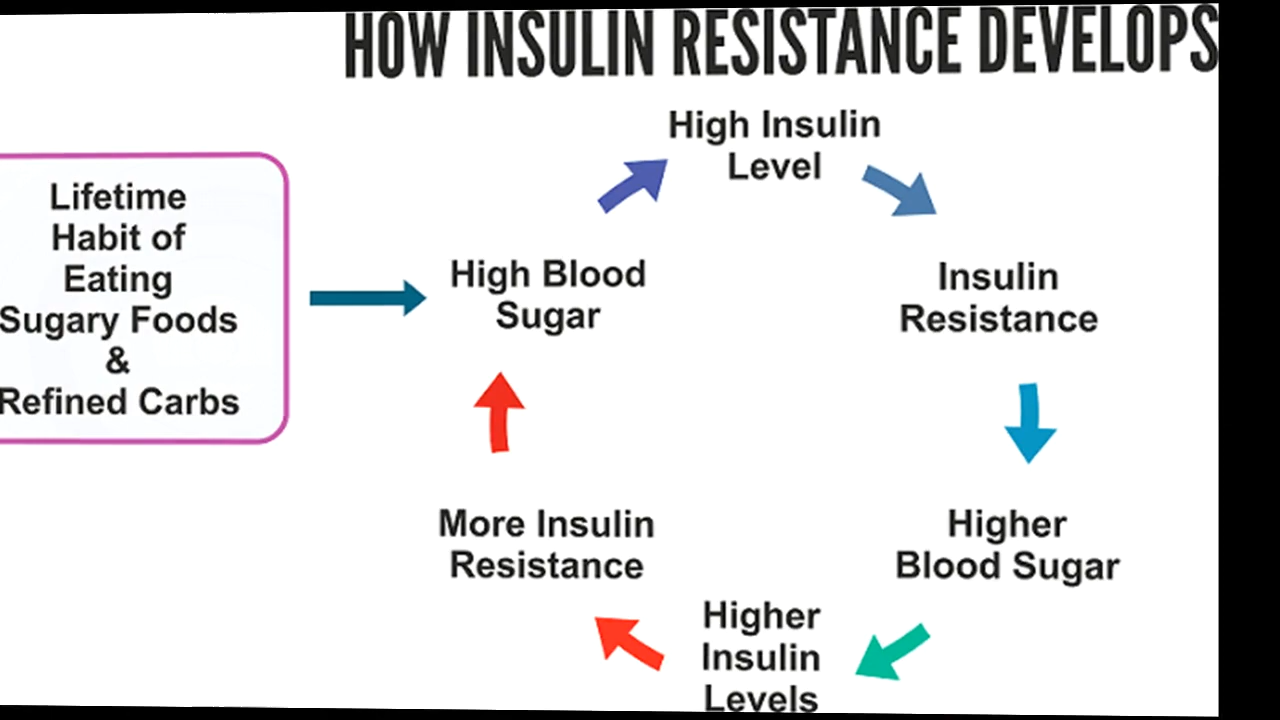 HOW INSULIN RESISTANCE DEVELOPS
High Insulin
Level
Lifetime
Habit of
Eating
Sugary Foods
&
Refined Carbs
High Blood
Sugar
Insulin
Resistance
Higher
Blood Sugar
Higher
Insulin
Levels
More Insulin
Resistance